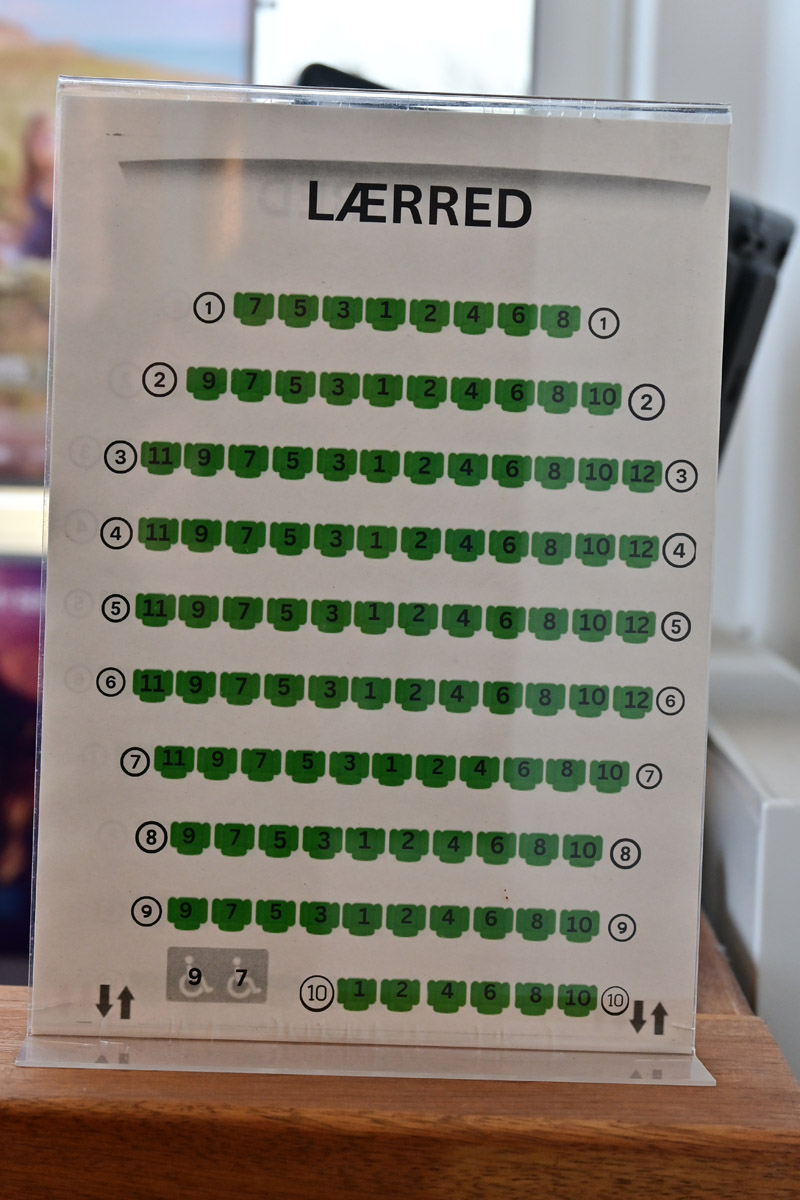 LÆRRED
1 7 5 3 1 2 4 6 8 1
2 9 7 5 3 1 2 4 6 8 10 2
3 11 9 7 5 3 1 2 4 6 8 10 12 3
4 11 9 7 5 3 1 2 4 6 8 10 12 4
5 11 9 7 5 3 1 2 4 6 8 10 12 5
6 11 9 7 5 3 1 2 4 6 8 10 12 6
7 11 9 7 5 3 1 2 4 6 8 10 7
8 9 7 5 3 1 2 4 6 8 10 8
9 9 7 5 3 1 2 4 6 8 10 9
9 7 10 1 2 4 6 8 10 10